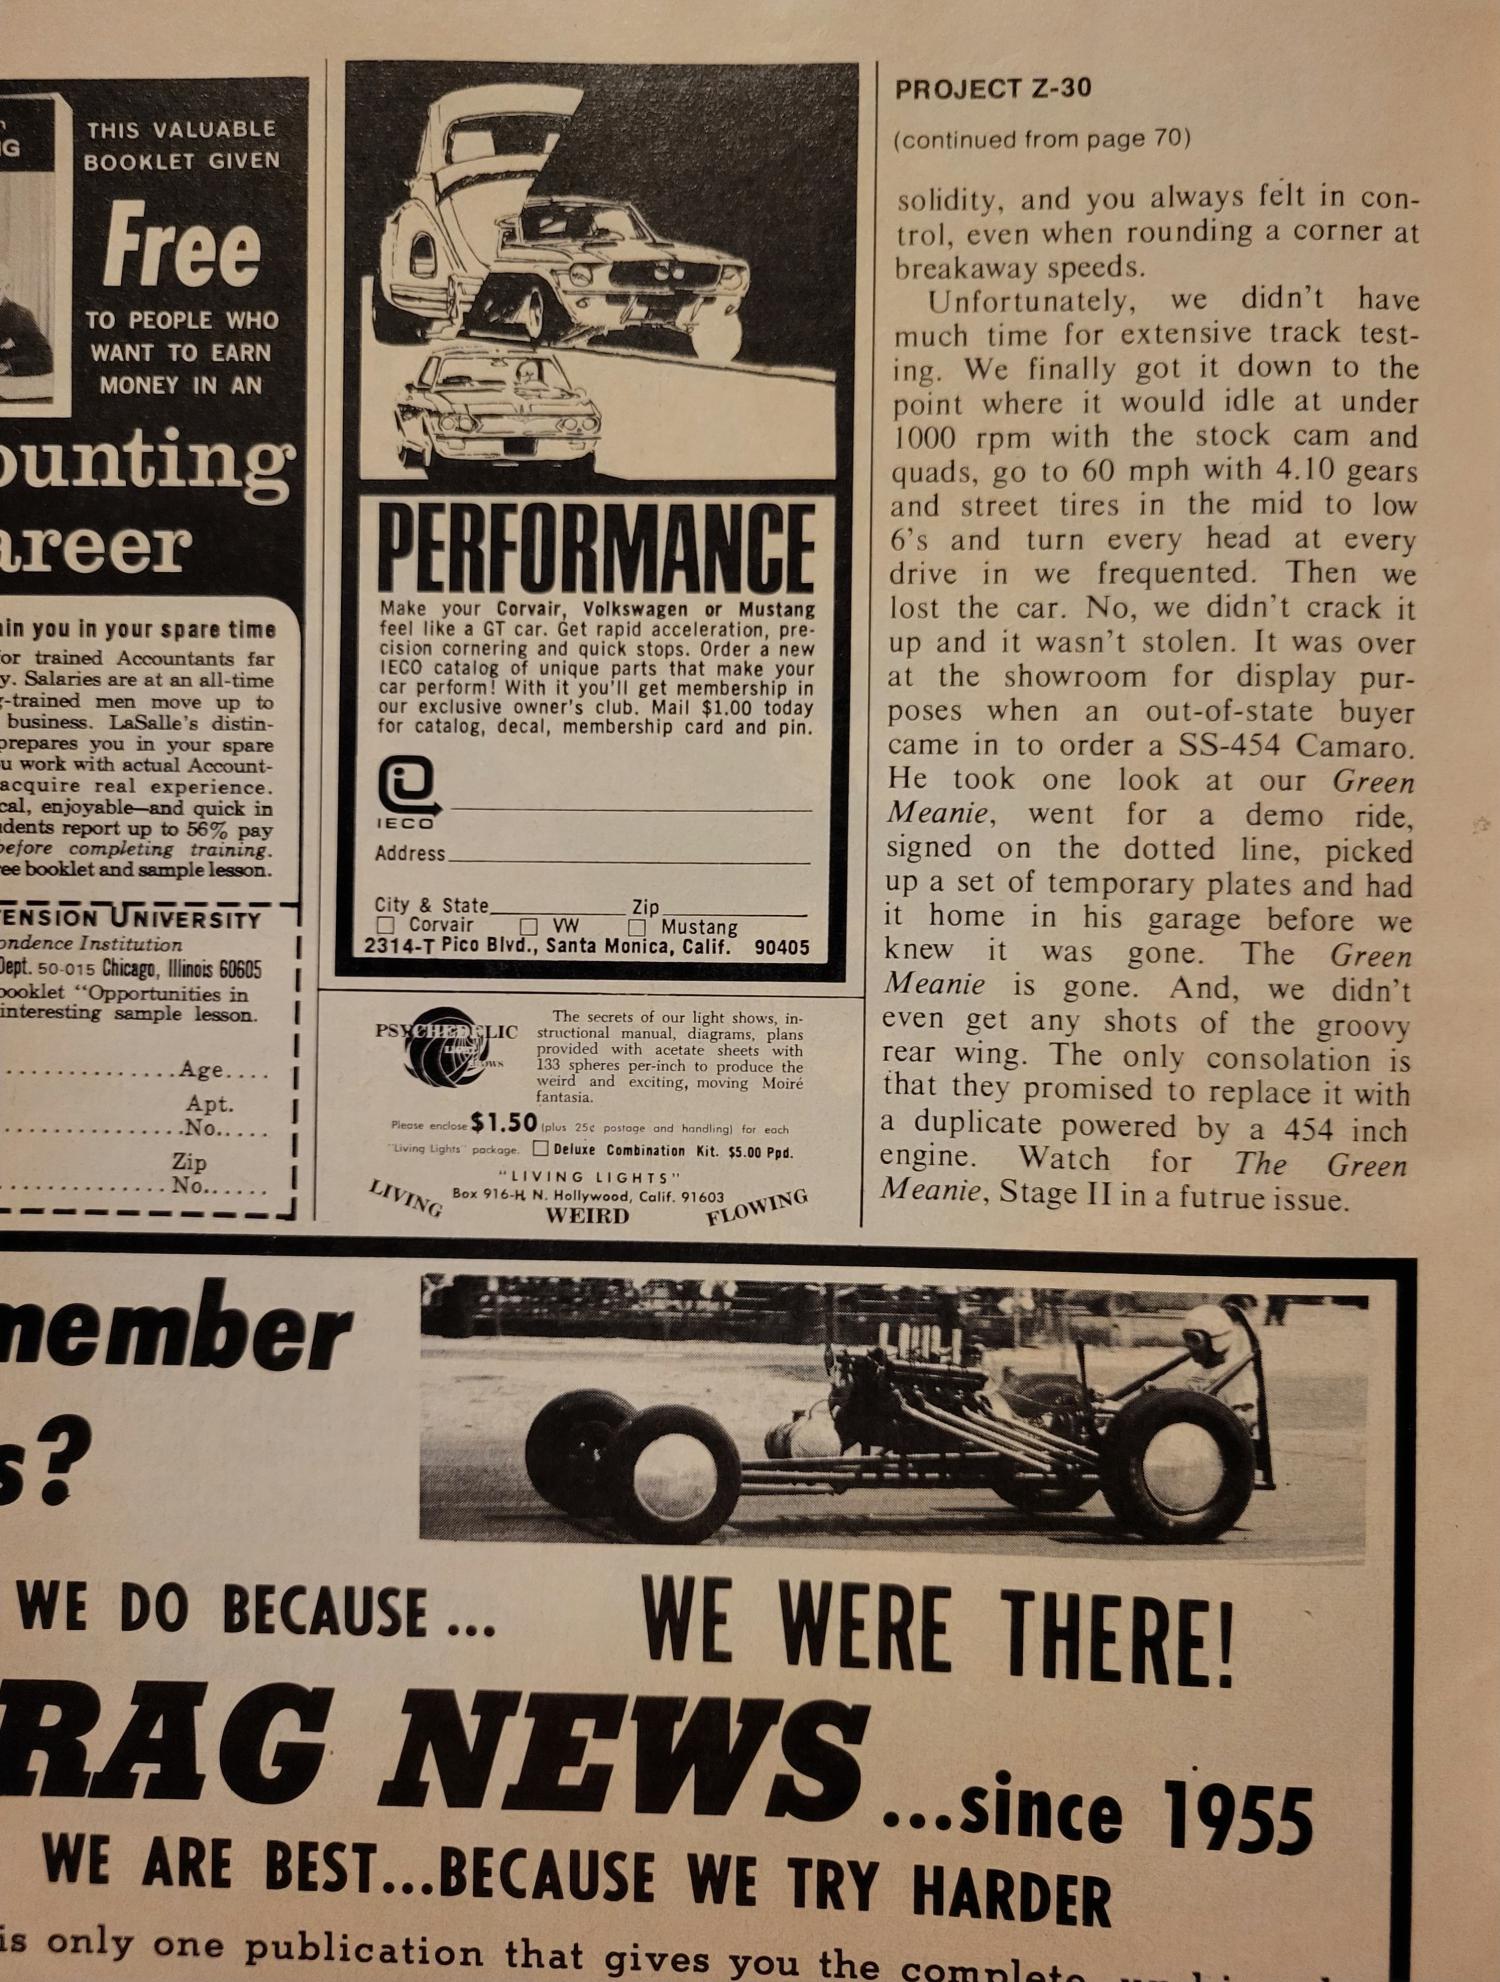 G
THIS VALUABLE
BOOKLET GIVEN
Free
TO PEOPLE WHO
WANT TO EARN
MONEY IN AN
ounting
areer
in you in your spare time
or trained Accountants far
y. Salaries are at an all-time
-trained men move up to
business. LaSalle's distin-
prepares you in your spare
u work with actual Account-
acquire real experience.
cal, enjoyable—and quick in
dents report up to 56% pay
before completing training.
ee booklet and sample lesson.
TENSION UNIVERSITY
ondence Institution
Dept. 50-015 Chicago, Illinois 60605
booklet "Opportunities in
interesting sample lesson.
Age....
Apt.
No.....
Zip
No......
PERFORMANCE
Make your Corvair, Volkswagen or Mustang
feel like a GT car. Get rapid acceleration, pre-
cision cornering and quick stops. Order a new
IECO catalog of unique parts that make your
car perform! With it you'll get membership in
our exclusive owner's club. Mail $1.00 today
for catalog, decal, membership card and pin.
IECO
Address
City & State Zip
Corvair VW Mustang
2314-T Pico Blvd., Santa Monica, Calif. 90405
PSYCHEDELIC
LIGHT
SHOWS
The secrets of our light shows, in-
structional manual, diagrams, plans
provided with acetate sheets with
133 spheres per-inch to produce the
weird and exciting, moving Moiré
fantasia.
Please enclose $1.50 (plus 25¢ postage and handling) for each
"Living Lights" package. Deluxe Combination Kit. $5.00 Ppd.
"LIVING LIGHTS"
Box 916-H, N. Hollywood, Calif. 91603
LIVING WEIRD FLOWING
PROJECT Z-30
(continued from page 70)
solidity, and you always felt in con-
trol, even when rounding a corner at
breakaway speeds.
Unfortunately, we didn't have
much time for extensive track test-
ing. We finally got it down to the
point where it would idle at under
1000 rpm with the stock cam and
quads, go to 60 mph with 4.10 gears
and street tires in the mid to low
6's and turn every head at every
drive in we frequented. Then we
lost the car. No, we didn't crack it
up and it wasn't stolen. It was over
at the showroom for display pur-
poses when an out-of-state buyer
came in to order a SS-454 Camaro.
He took one look at our Green
Meanie, went for a demo ride,
signed on the dotted line, picked
up a set of temporary plates and had
it home in his garage before we
knew it was gone. The Green
Meanie is gone. And, we didn't
even get any shots of the groovy
rear wing. The only consolation is
that they promised to replace it with
a duplicate powered by a 454 inch
engine. Watch for The Green
Meanie, Stage II in a futrue issue.
member
s?
WE DO BECAUSE... WE WERE THERE!
RAG NEWS ...since 1955
WE ARE BEST...BECAUSE WE TRY HARDER
is only one publication that gives you the complete